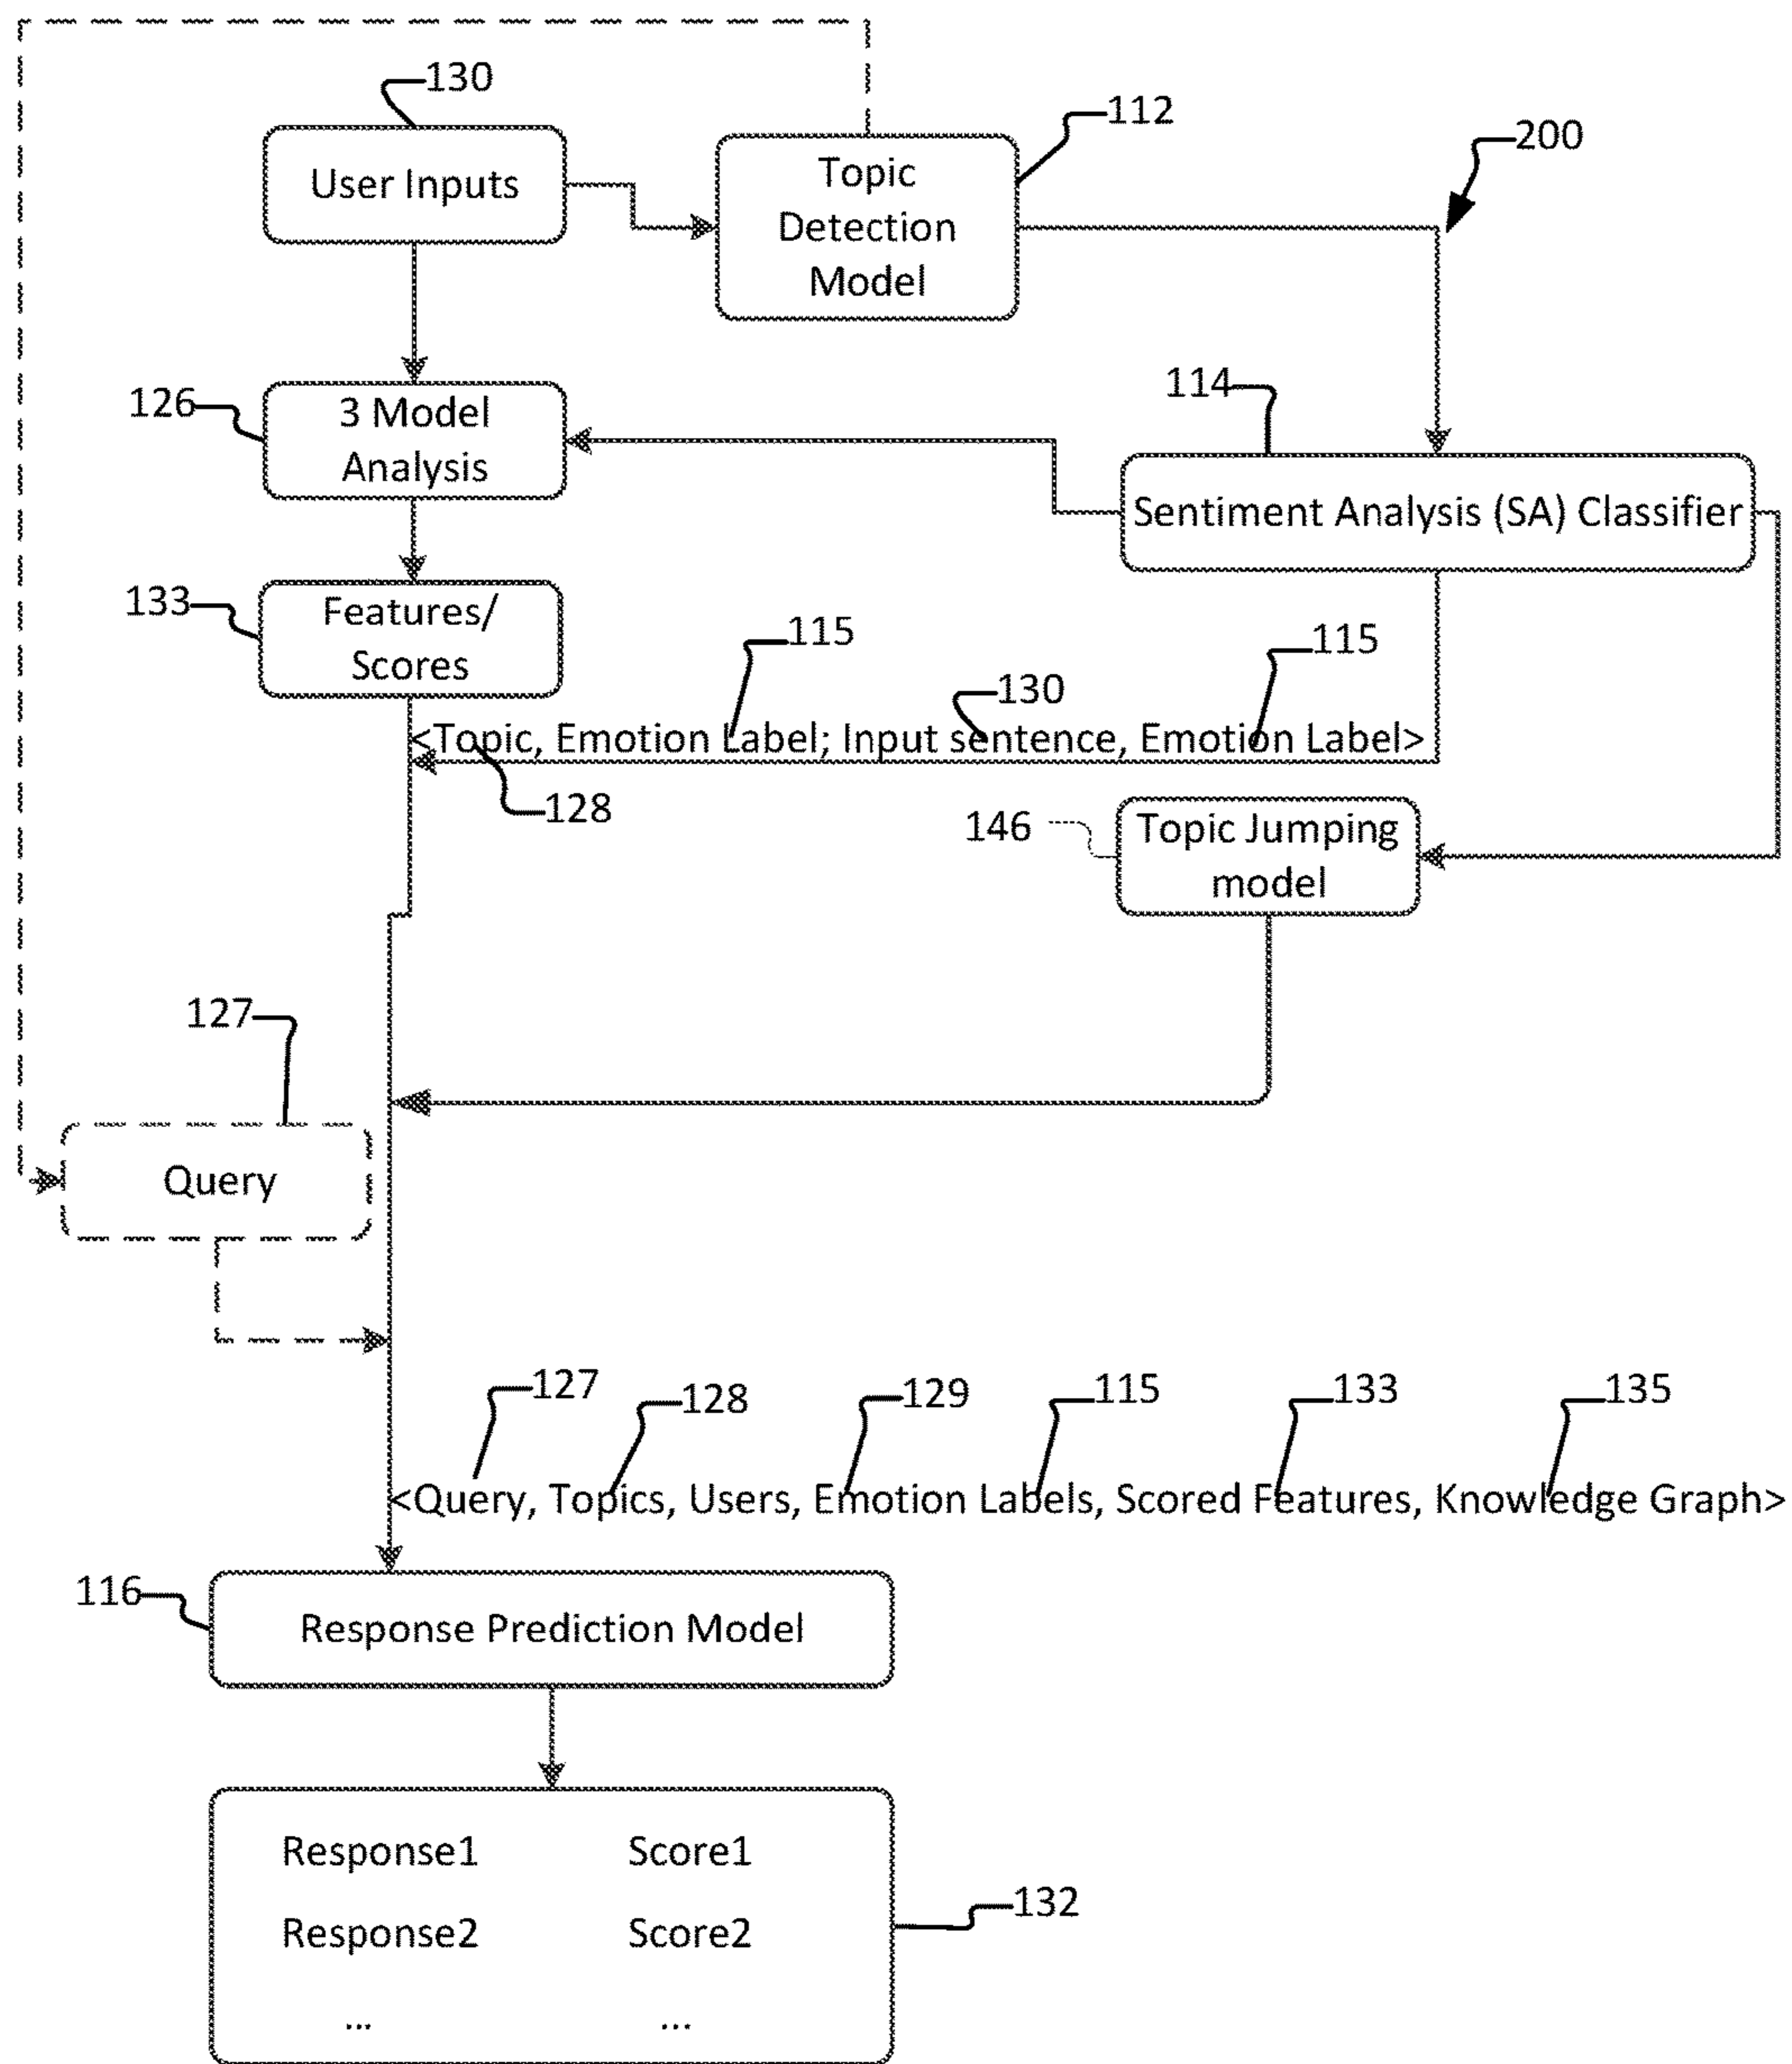 130
112
200
User Inputs
Topic
Detection
Model
126
3 Model
Analysis
114
Sentiment Analysis (SA) Classifier
133
Features/
Scores
115
130
115
<Topic, Emotion Label; Input sentence, Emotion Label>
128
146
Topic Jumping
model
127
Query
127
128
129
115
133
135
<Query, Topics, Users, Emotion Labels, Scored Features, Knowledge Graph>
116
Response Prediction Model
Response1 Score1
Response2 Score2
... ...
132